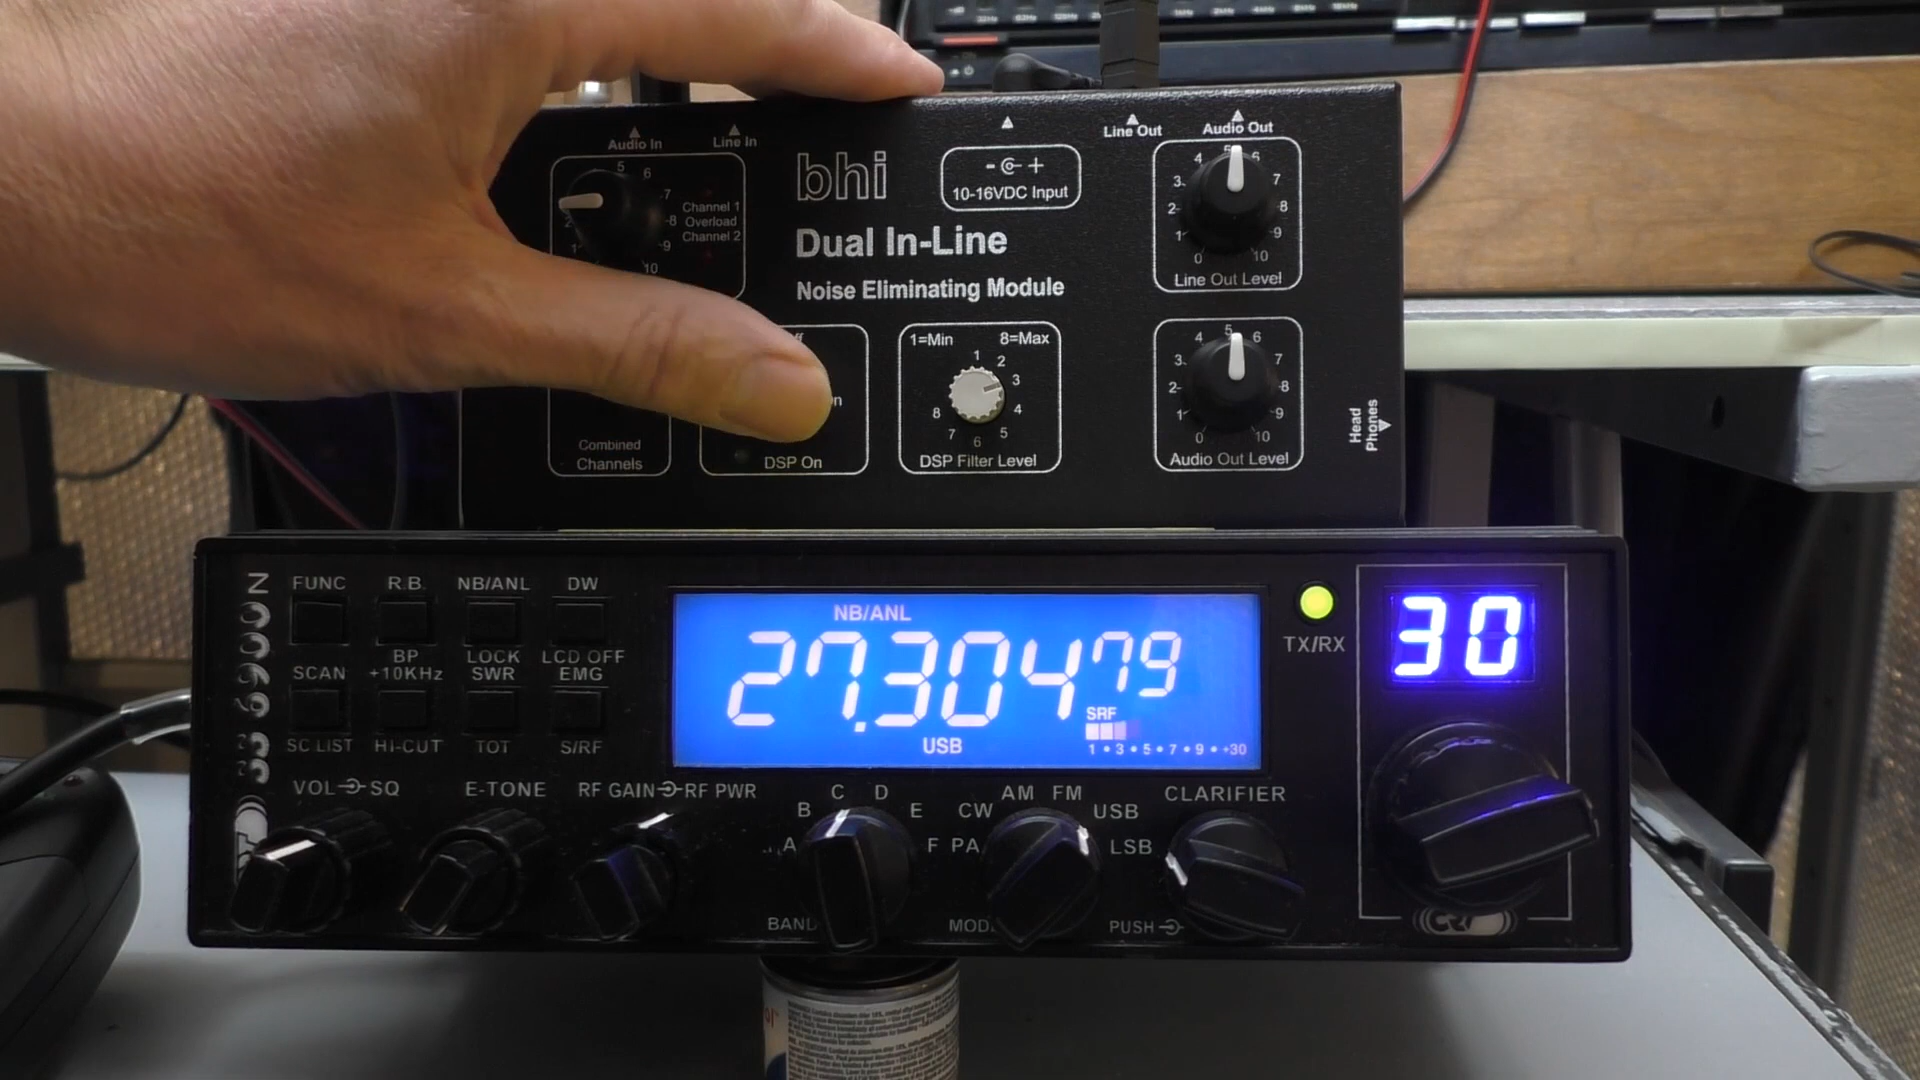 Audio In
Line In
Line Out
Audio Out
5 6 7 8 9 10
2 1
Channel 1
Overload
Channel 2
bhi
- +
10-16VDC Input
Dual In-Line
Noise Eliminating Module
0 1 2 3 4 5 6 7 8 9 10
Line Out Level
Combined
Channels
DSP On
1=Min 8=Max
1 2 3 4 5 6 7 8
DSP Filter Level
0 1 2 3 4 5 6 7 8 9 10
Audio Out Level
Head
Phones
SS 6900N
FUNC R.B. NB/ANL DW
SCAN BP +10KHz LOCK SWR LCD OFF EMG
SC LIST HI-CUT TOT S/RF
NB/ANL
27.30479
SRF
USB
1 • 3 • 5 • 7 • 9 • +30
TX/RX
30
VOL SQ
E-TONE
RF GAIN RF PWR
A B C D E F
BAND
PA CW AM FM USB LSB
CLARIFIER
PUSH
CRT